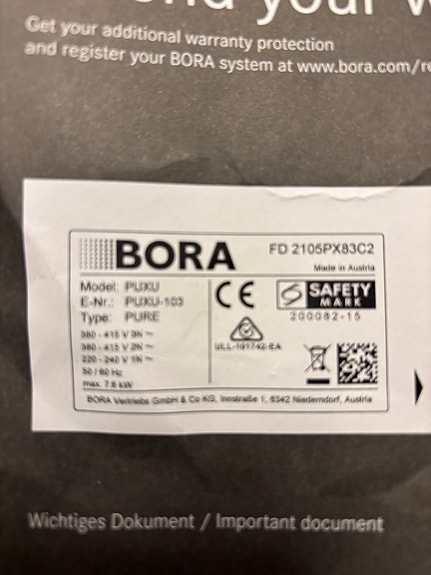 end your w
Get your additional warranty protection
and register your BORA system at www.bora.com/re
BORA
FD 2105PX83C2
Made in Austria
Model: PUXU
E-Nr.: PUXU-103
Type: PURE
380 - 415 V 3N ~
380 - 415 V 2N ~
220 - 240 V 1N ~
50 / 60 Hz
max. 7.6 kW
CE
SAFETY
MARK
200082-15
BORA Vertriebs GmbH & Co KG, Innstraße 1, 6342 Niederndorf, Austria
Wichtiges Dokument / Important document